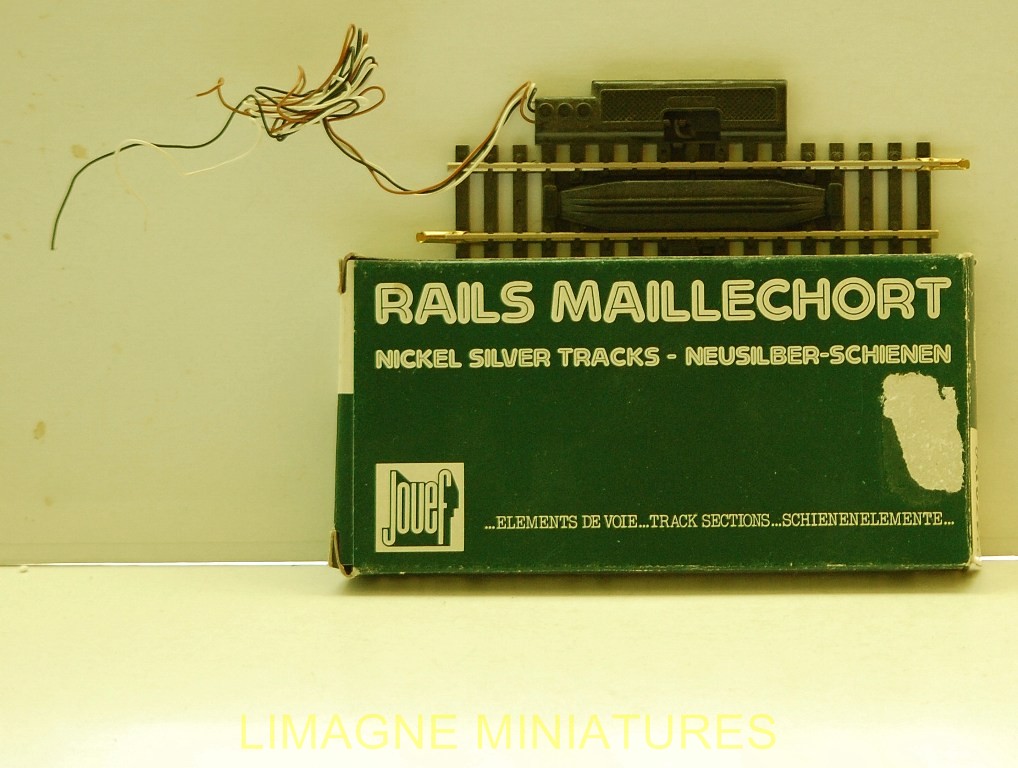 RAILS MAILLECHORT
NICKEL SILVER TRACKS - NEUSILBER-SCHIENEN
Jouef
...ELEMENTS DE VOIE...TRACK SECTIONS...SCHIENENELEMENTE...
LIMAGNE MINIATURES